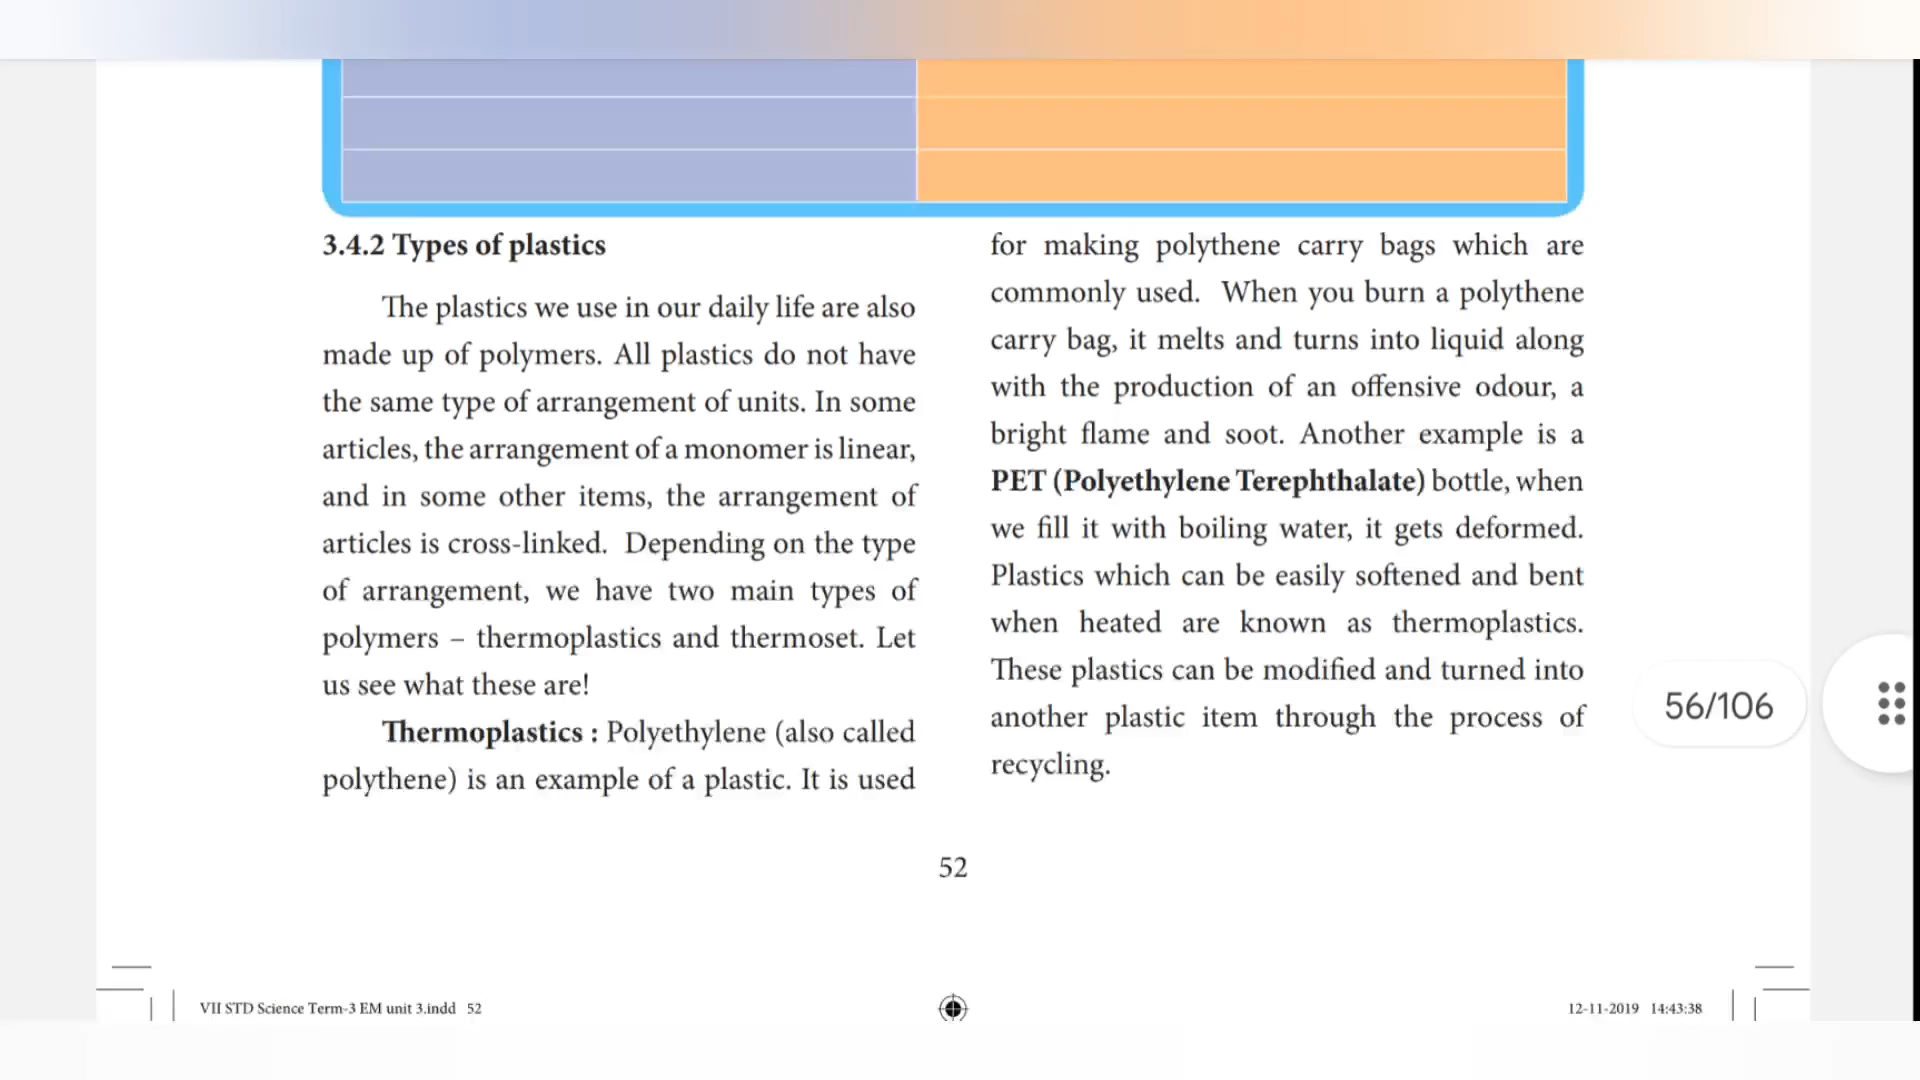 3.4.2 Types of plastics
The plastics we use in our daily life are also
made up of polymers. All plastics do not have
the same type of arrangement of units. In some
articles, the arrangement of a monomer is linear,
and in some other items, the arrangement of
articles is cross-linked. Depending on the type
of arrangement, we have two main types of
polymers – thermoplastics and thermoset. Let
us see what these are!
Thermoplastics : Polyethylene (also called
polythene) is an example of a plastic. It is used
for making polythene carry bags which are
commonly used. When you burn a polythene
carry bag, it melts and turns into liquid along
with the production of an offensive odour, a
bright flame and soot. Another example is a
PET (Polyethylene Terephthalate) bottle, when
we fill it with boiling water, it gets deformed.
Plastics which can be easily softened and bent
when heated are known as thermoplastics.
These plastics can be modified and turned into
another plastic item through the process of
recycling.
56/106
52
VII STD Science Term-3 EM unit 3.indd 52
12-11-2019 14:43:38